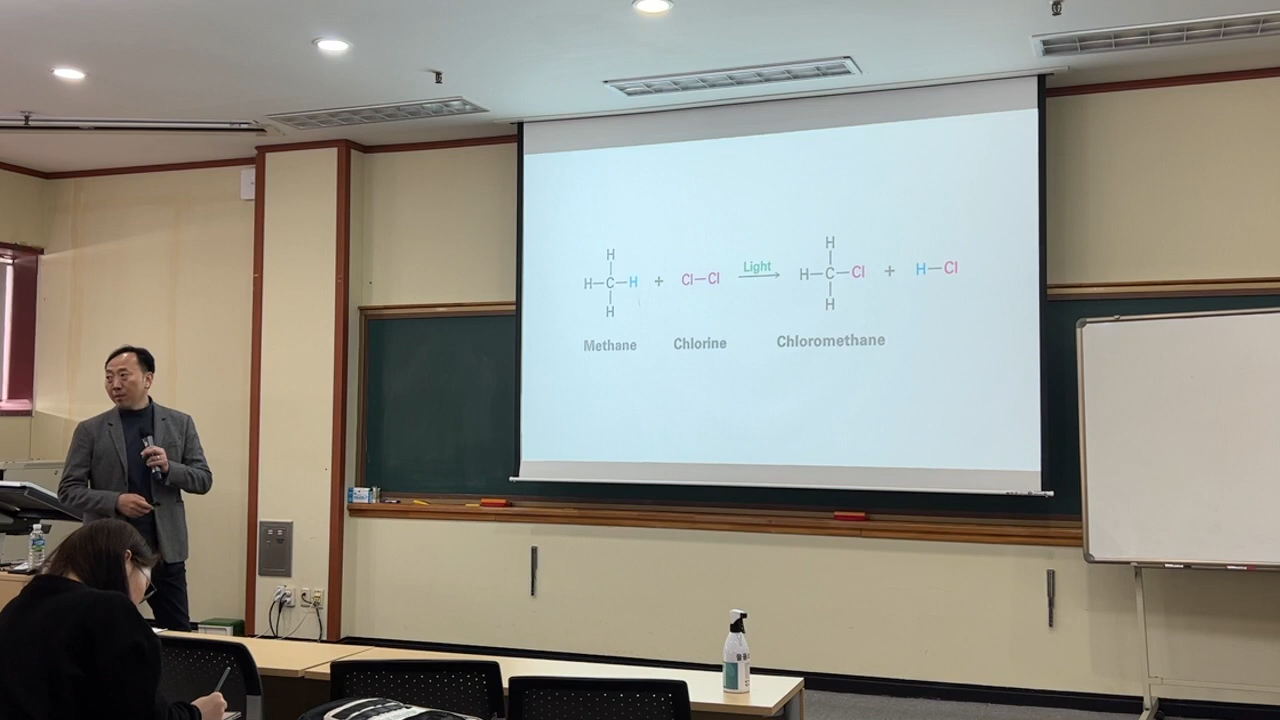 H H
H—C—H + Cl—Cl Light H—C—Cl + H—Cl
H H
Methane Chlorine Chloromethane